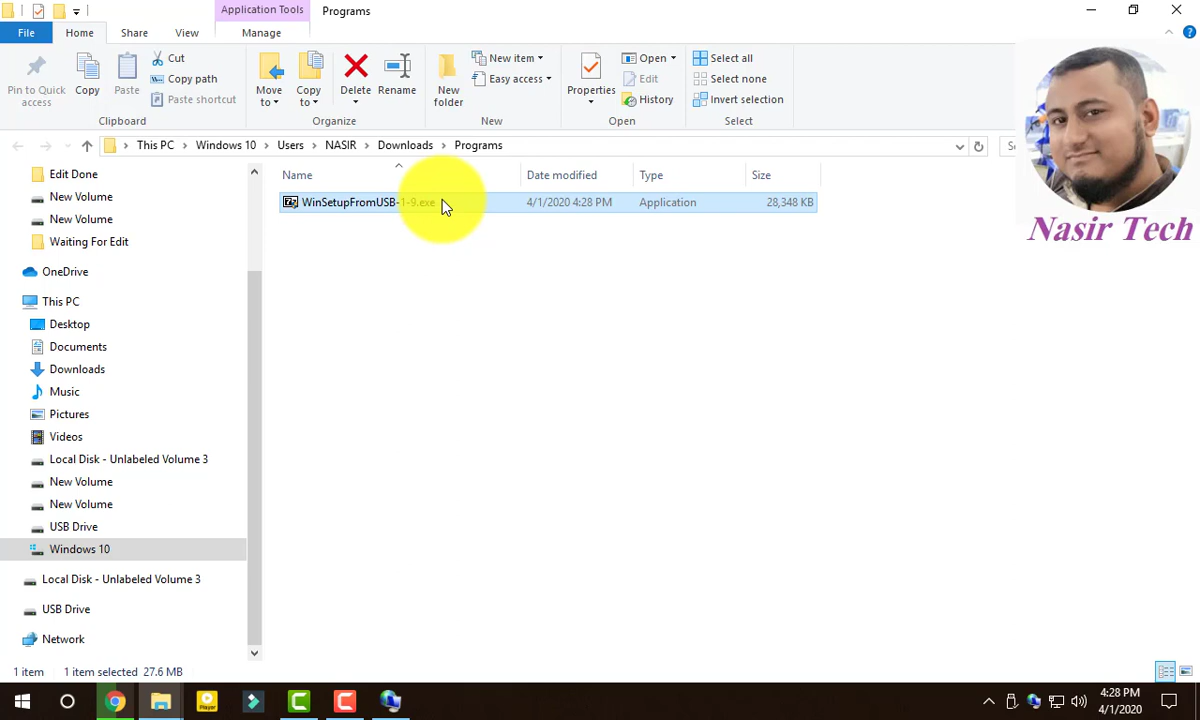 Application Tools
Programs
File
Home
Share
View
Manage
Pin to Quick access
Copy
Paste
Cut
Copy path
Paste shortcut
Clipboard
Move to
Copy to
Delete
Rename
Organize
New folder
New item
Easy access
New
Properties
Open
Edit
History
Open
Select all
Select none
Invert selection
Select
This PC
Windows 10
Users
NASIR
Downloads
Programs
Name
Date modified
Type
Size
WinSetupFromUSB-1-9.exe
4/1/2020 4:28 PM
Application
28,348 KB
Nasir Tech
Edit Done
New Volume
New Volume
Waiting For Edit
OneDrive
This PC
Desktop
Documents
Downloads
Music
Pictures
Videos
Local Disk - Unlabeled Volume 3
New Volume
New Volume
USB Drive
Windows 10
Local Disk - Unlabeled Volume 3
USB Drive
Network
1 item
1 item selected 27.6 MB
Player
4:28 PM
4/1/2020